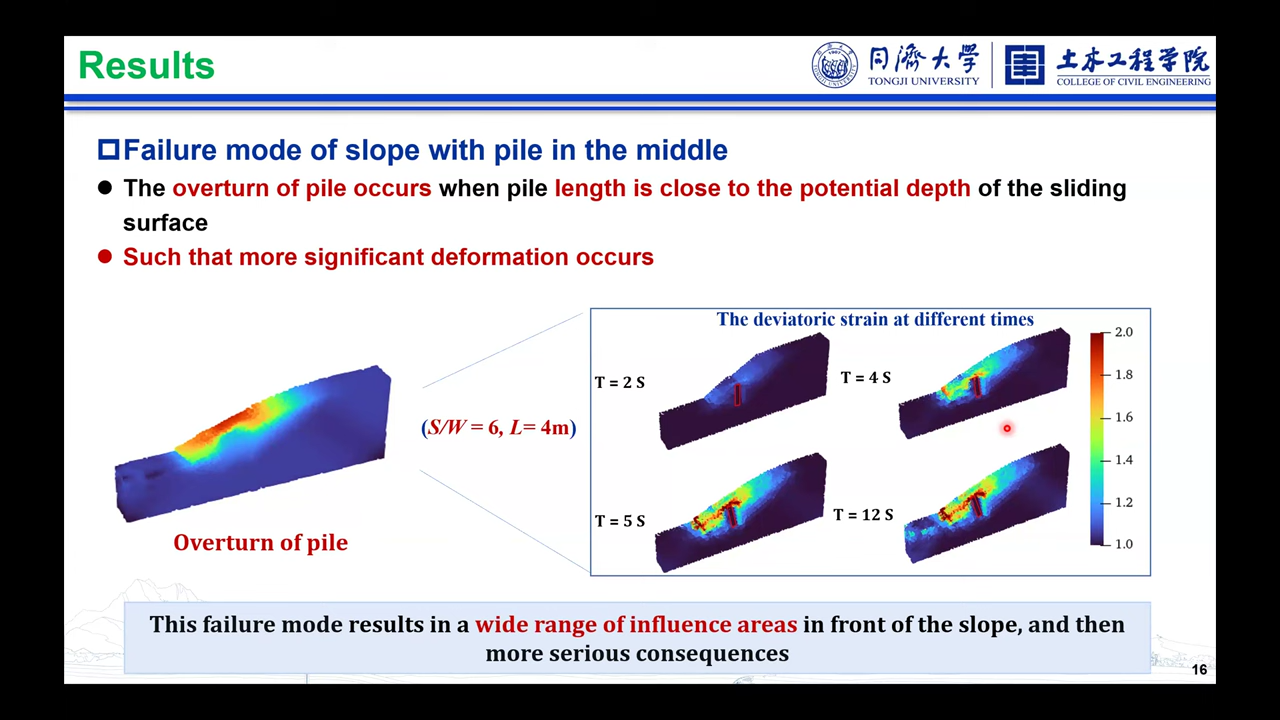 Results
同濟大学
TONGJI UNIVERSITY
土木工程学院
COLLEGE OF CIVIL ENGINEERING
Failure mode of slope with pile in the middle
The overturn of pile occurs when pile length is close to the potential depth of the sliding
surface
Such that more significant deformation occurs
The deviatoric strain at different times
T = 2 S
T = 4 S
T = 5 S
T = 12 S
2.0
1.8
1.6
1.4
1.2
1.0
(S/W = 6, L= 4m)
Overturn of pile
This failure mode results in a wide range of influence areas in front of the slope, and then
more serious consequences
16